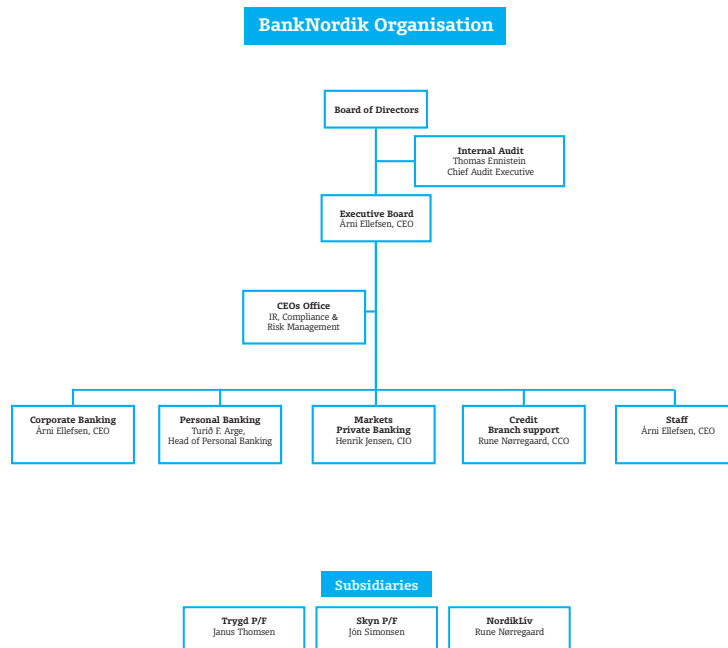 BankNordik Organisation
Board of Directors
Internal Audit
Thomas Ennistein
Chief Audit Executive
Executive Board
Árni Ellefsen, CEO
CEOs Office
IR, Compliance &
Risk Management
Corporate Banking
Árni Ellefsen, CEO
Personal Banking
Turið F. Arge,
Head of Personal Banking
Markets
Private Banking
Henrik Jensen, CIO
Credit
Branch support
Rune Nørregaard, CCO
Staff
Árni Ellefsen, CEO
Subsidiaries
Trygd P/F
Janus Thomsen
Skyn P/F
Jón Simonsen
NordikLív
Rune Nørregaard